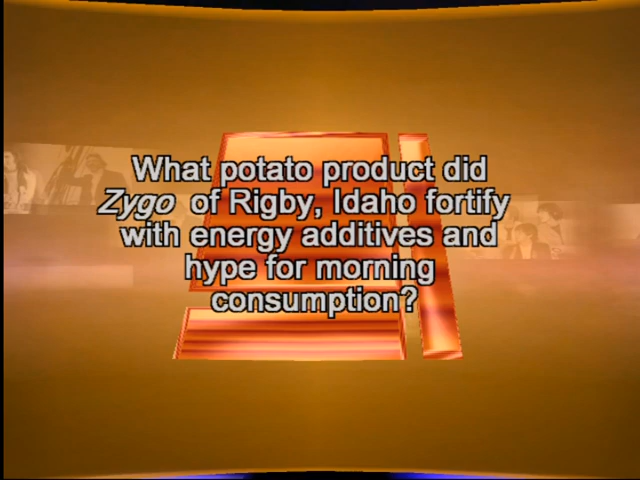 What potato product did
Zygo of Rigby, Idaho fortify
with energy additives and
hype for morning
consumption?